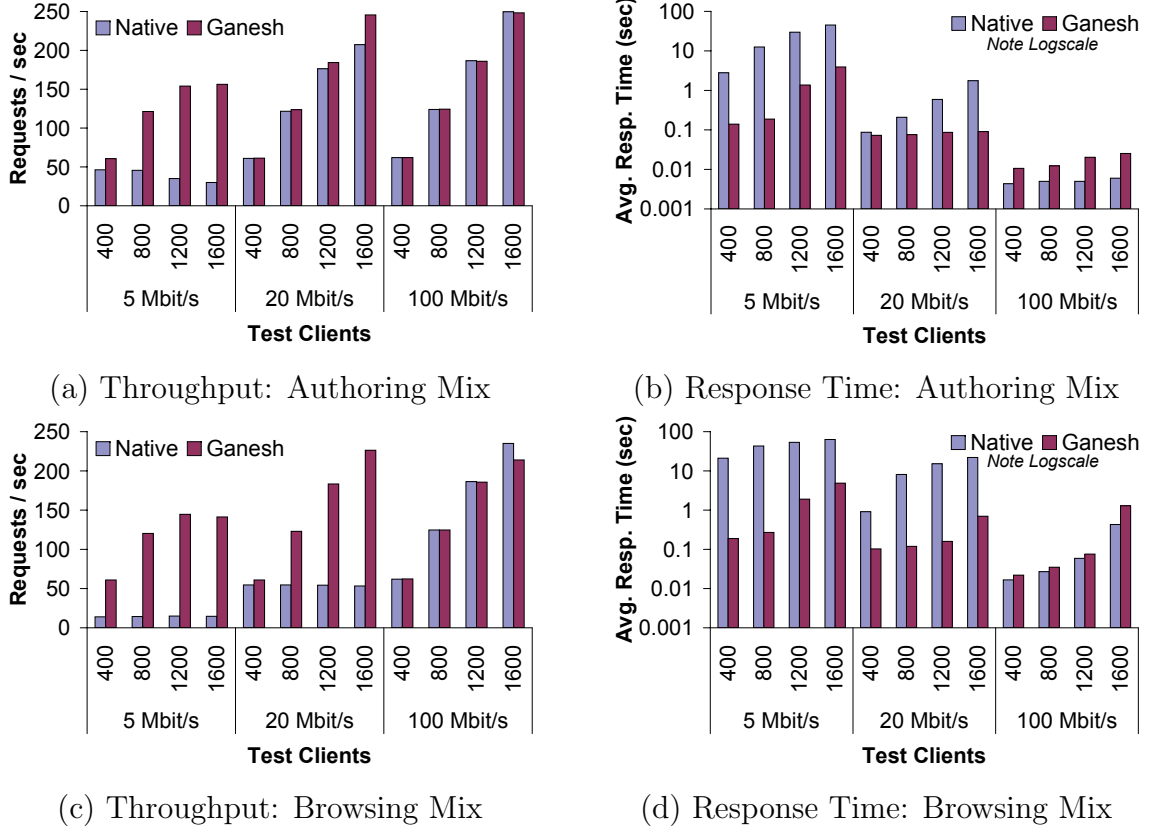 250
200
150
100
50
0
Requests / sec
Native Ganesh
400 800 1200 1600 400 800 1200 1600 400 800 1200 1600
5 Mbit/s 20 Mbit/s 100 Mbit/s
Test Clients
(a) Throughput: Authoring Mix
100
10
1
0.1
0.01
0.001
Avg. Resp. Time (sec)
Native Ganesh
Note Logscale
400 800 1200 1600 400 800 1200 1600 400 800 1200 1600
5 Mbit/s 20 Mbit/s 100 Mbit/s
Test Clients
(b) Response Time: Authoring Mix
250
200
150
100
50
0
Requests / sec
Native Ganesh
400 800 1200 1600 400 800 1200 1600 400 800 1200 1600
5 Mbit/s 20 Mbit/s 100 Mbit/s
Test Clients
(c) Throughput: Browsing Mix
100
10
1
0.1
0.01
0.001
Avg. Resp. Time (sec)
Native Ganesh
Note Logscale
400 800 1200 1600 400 800 1200 1600 400 800 1200 1600
5 Mbit/s 20 Mbit/s 100 Mbit/s
Test Clients
(d) Response Time: Browsing Mix